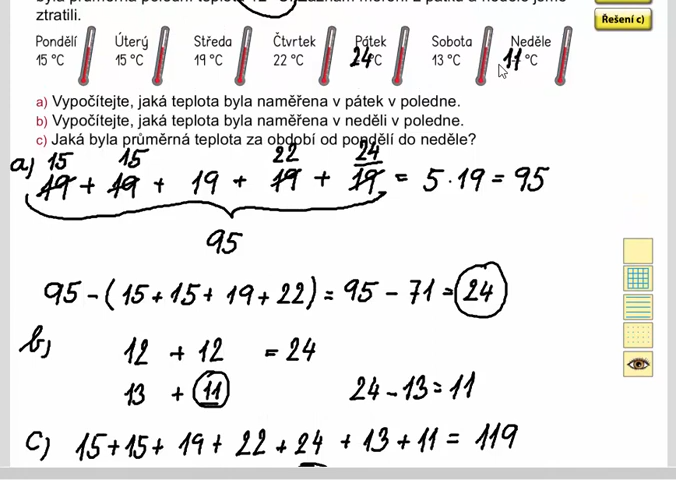 ztratili.
Řešení c)
Pondělí Úterý Středa Čtvrtek Pátek Sobota Neděle
15 °C 15 °C 19 °C 22 °C 24 °C 13 °C 11 °C
a) Vypočítejte, jaká teplota byla naměřena v pátek v poledne.
b) Vypočítejte, jaká teplota byla naměřena v neděli v poledne.
c) Jaká byla průměrná teplota za období od pondělí do neděle?
15 15 22 24
a) 19 + 19 + 19 + 19 + 19 = 5 · 19 = 95
95
95 - (15 + 15 + 19 + 22) = 95 - 71 = 24
b) 12 + 12 = 24
13 + 11 24 - 13 = 11
C) 15 + 15 + 19 + 22 + 24 + 13 + 11 = 119